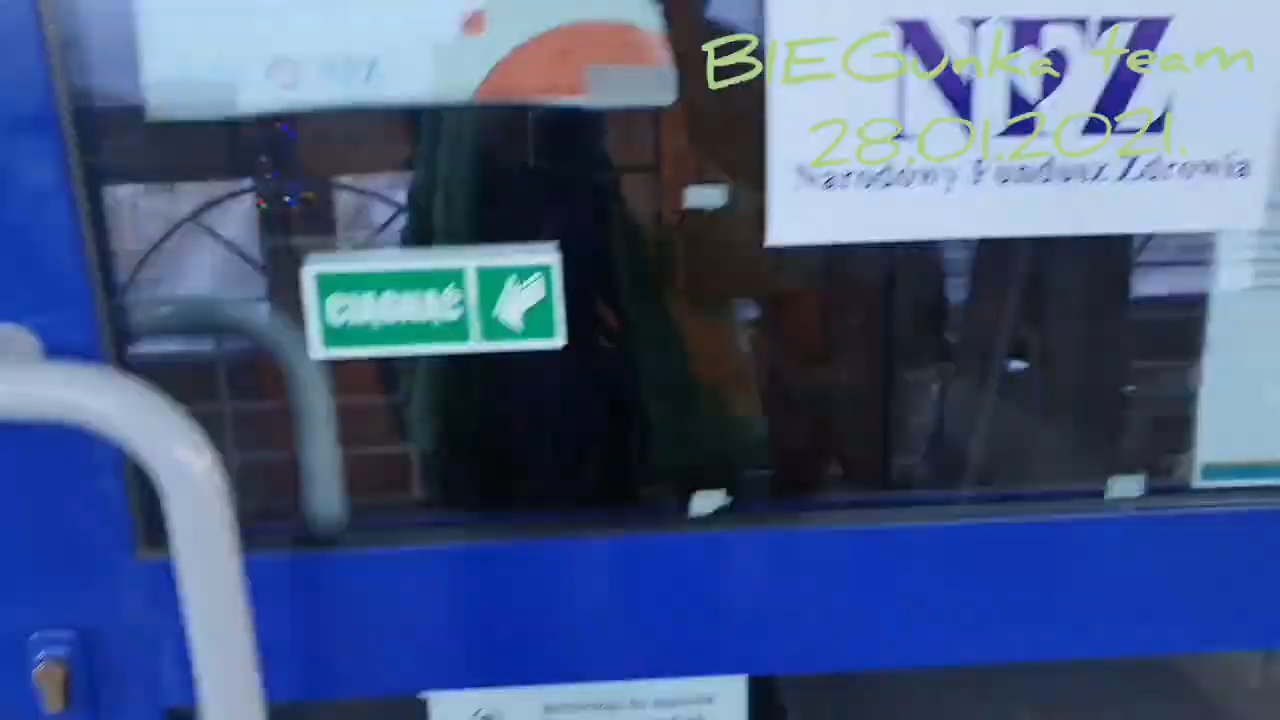 BIEGunka team
NFZ
28.01.2021.
Narodowy Fundusz Zdrowia
CIĄGNĄĆ